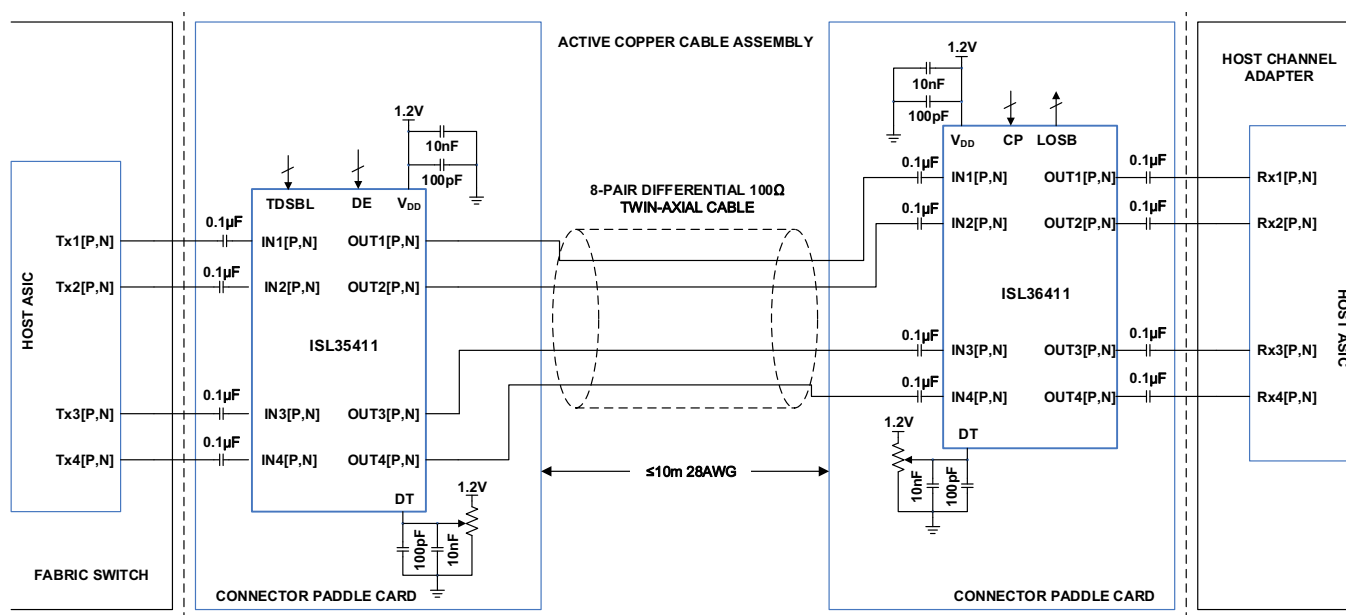 ACTIVE COPPER CABLE ASSEMBLY
HOST ASIC
Tx1[P,N]
Tx2[P,N]
Tx3[P,N]
Tx4[P,N]
FABRIC SWITCH
0.1µF
0.1µF
0.1µF
0.1µF
1.2V
10nF
100pF
TDSBL
DE
VDD
IN1[P,N]
OUT1[P,N]
IN2[P,N]
OUT2[P,N]
ISL35411
IN3[P,N]
OUT3[P,N]
IN4[P,N]
OUT4[P,N]
DT
1.2V
100pF
10nF
CONNECTOR PADDLE CARD
8-PAIR DIFFERENTIAL 100Ω
TWIN-AXIAL CABLE
≤10m 28AWG
1.2V
10nF
100pF
VDD
CP
LOSB
0.1µF
0.1µF
0.1µF
0.1µF
IN1[P,N]
OUT1[P,N]
IN2[P,N]
OUT2[P,N]
ISL36411
IN3[P,N]
OUT3[P,N]
IN4[P,N]
OUT4[P,N]
DT
1.2V
10nF
100pF
0.1µF
0.1µF
0.1µF
0.1µF
CONNECTOR PADDLE CARD
HOST CHANNEL
ADAPTER
Rx1[P,N]
Rx2[P,N]
Rx3[P,N]
Rx4[P,N]
HOST ASIC